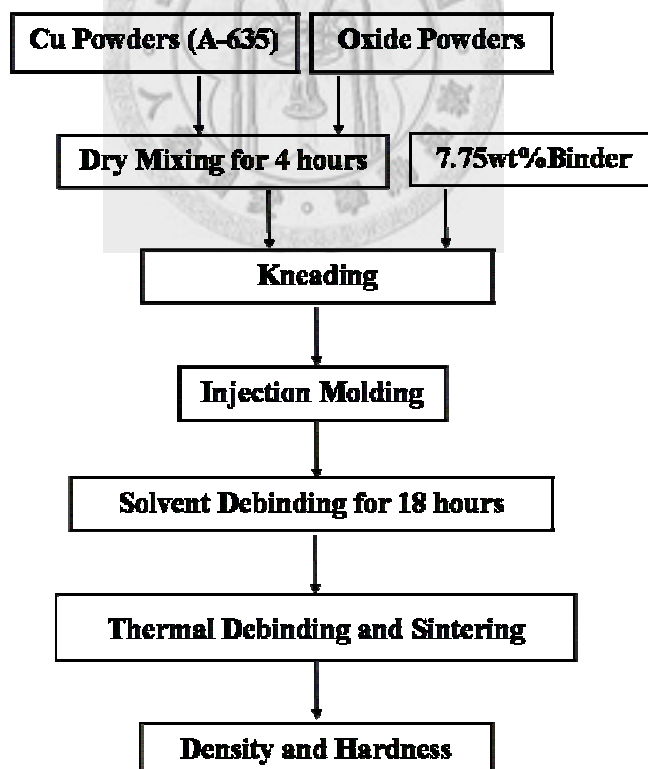 Cu Powders (A-635)
Oxide Powders
Dry Mixing for 4 hours
7.75wt%Binder
Kneading
Injection Molding
Solvent Debinding for 18 hours
Thermal Debinding and Sintering
Density and Hardness